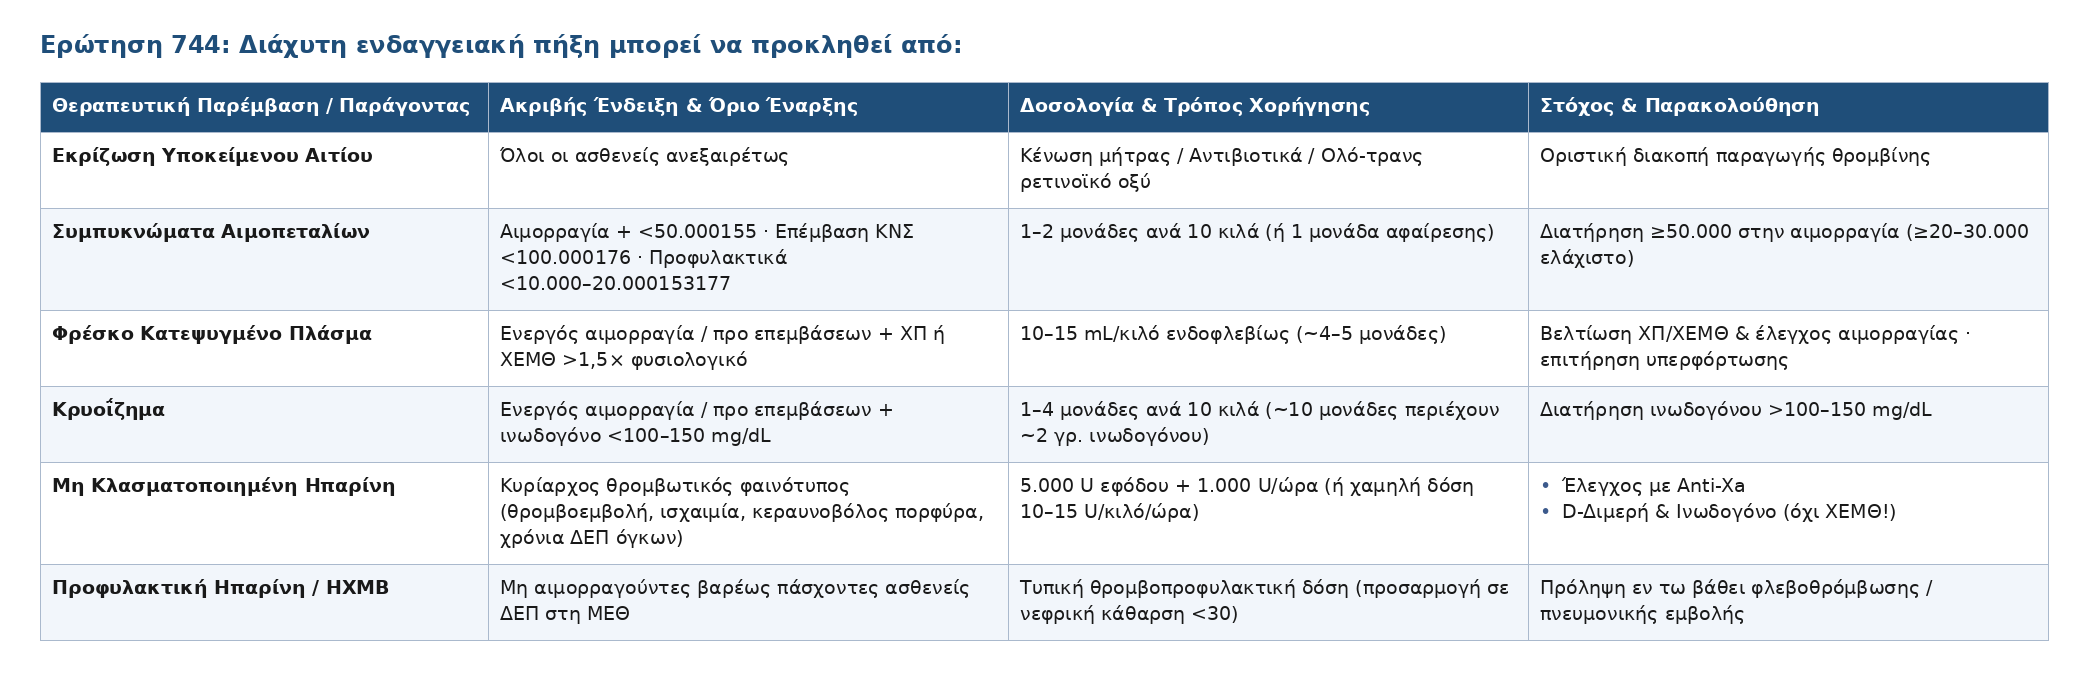 Ερώτηση 744: Διάχυτη ενδαγγειακή πήξη μπορεί να προκληθεί από:
Θεραπευτική Παρέμβαση / Παράγοντας
Ακριβής Ένδειξη & Όριο Έναρξης
Δοσολογία & Τρόπος Χορήγησης
Στόχος & Παρακολούθηση
Εκρίζωση Υποκείμενου Αιτίου
Όλοι οι ασθενείς ανεξαιρέτως
Κένωση μήτρας / Αντιβιοτικά / Ολό-τρανς
ρετινοϊκό οξύ
Οριστική διακοπή παραγωγής θρομβίνης
Συμπυκνώματα Αιμοπεταλίων
Αιμορραγία + <50.000155 · Επέμβαση ΚΝΣ
<100.000176 · Προφυλακτικά
<10.000–20.000153177
1–2 μονάδες ανά 10 κιλά (ή 1 μονάδα αφαίρεσης)
Διατήρηση ≥50.000 στην αιμορραγία (≥20–30.000
ελάχιστο)
Φρέσκο Κατεψυγμένο Πλάσμα
Ενεργός αιμορραγία / προ επεμβάσεων + ΧΠ ή
ΧΕΜΘ >1,5× φυσιολογικό
10–15 mL/κιλό ενδοφλεβίως (~4–5 μονάδες)
Βελτίωση ΧΠ/ΧΕΜΘ & έλεγχος αιμορραγίας ·
επιτήρηση υπερφόρτωσης
Κρυοΐζημα
Ενεργός αιμορραγία / προ επεμβάσεων +
ινωδογόνο <100–150 mg/dL
1–4 μονάδες ανά 10 κιλά (~10 μονάδες περιέχουν
~2 γρ. ινωδογόνου)
Διατήρηση ινωδογόνου >100–150 mg/dL
Μη Κλασματοποιημένη Ηπαρίνη
Κυρίαρχος θρομβωτικός φαινότυπος
(θρομβοεμβολή, ισχαιμία, κεραυνοβόλος πορφύρα,
χρόνια ΔΕΠ όγκων)
5.000 U εφόδου + 1.000 U/ώρα (ή χαμηλή δόση
10–15 U/κιλό/ώρα)
• Έλεγχος με Anti-Xa
• D-Διμερή & Ινωδογόνο (όχι ΧΕΜΘ!)
Προφυλακτική Ηπαρίνη / ΗΧΜΒ
Μη αιμορραγούντες βαρέως πάσχοντες ασθενείς
ΔΕΠ στη ΜΕΘ
Τυπική θρομβοπροφυλακτική δόση (προσαρμογή σε
νεφρική κάθαρση <30)
Πρόληψη εν τω βάθει φλεβοθρόμβωσης /
πνευμονικής εμβολής